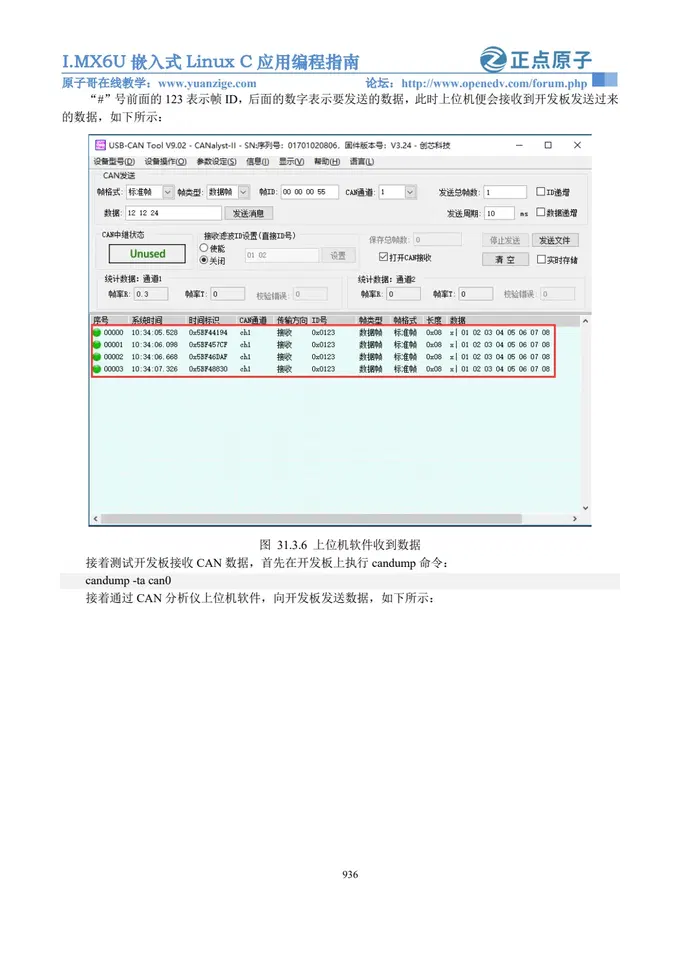 I.MX6U 嵌入式 Linux C 应用编程指南
正点原子
原子哥在线教学：www.yuanzige.com 论坛：http://www.openedv.com/forum.php
“#”号前面的 123 表示帧 ID，后面的数字表示要发送的数据，此时上位机便会接收到开发板发送过来
的数据，如下所示：
USB-CAN Tool V9.02 - CANalyst-II - SN:序列号：01701020806，固件版本号：V3.24 - 创芯科技
设备型号(D) 设备操作(O) 参数设定(S) 信息(I) 显示(V) 帮助(H) 语言(L)
CAN发送
帧格式: 标准帧 帧类型: 数据帧 帧ID: 00 00 00 55 CAN通道: 1 发送总帧数: 1 ID递增
数据: 12 12 24 发送消息 发送周期: 10 ms 数据递增
CAN中继状态 接收滤波ID设置(直接ID号) 保存总帧数: 0 停止发送 发送文件
Unused 使能 01 02 设置
关闭 打开CAN接收 清 空 实时存储
统计数据：通道1 统计数据：通道2
帧率R: 0.3 帧率T: 0 校验错误: 0 帧率R: 0 帧率T: 0 校验错误: 0
序号 系统时间 时间标识 CAN通道 传输方向 ID号 帧类型 帧格式 长度 数据
00000 10:34:05.528 0x5BF44194 ch1 接收 0x0123 数据帧 标准帧 0x08 x| 01 02 03 04 05 06 07 08
00001 10:34:06.098 0x5BF457CF ch1 接收 0x0123 数据帧 标准帧 0x08 x| 01 02 03 04 05 06 07 08
00002 10:34:06.668 0x5BF46DAF ch1 接收 0x0123 数据帧 标准帧 0x08 x| 01 02 03 04 05 06 07 08
00003 10:34:07.326 0x5BF48830 ch1 接收 0x0123 数据帧 标准帧 0x08 x| 01 02 03 04 05 06 07 08
图 31.3.6 上位机软件收到数据
接着测试开发板接收 CAN 数据，首先在开发板上执行 candump 命令：
candump -ta can0
接着通过 CAN 分析仪上位机软件，向开发板发送数据，如下所示：
936